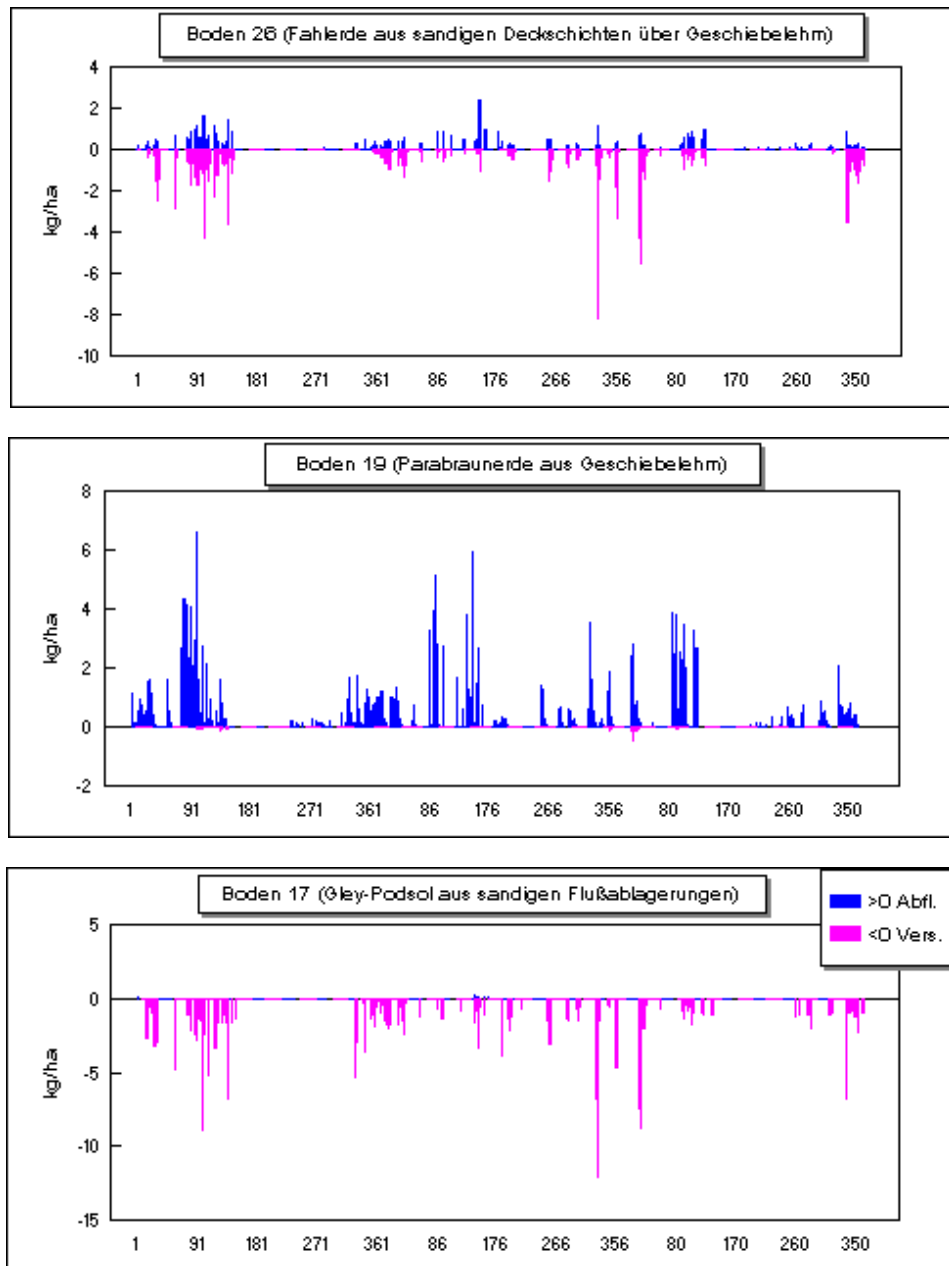 Boden 26 (Fahlerde aus sandigen Deckschichten über Geschiebelehm)
4
2
0
-2
-4
-6
-8
-10
kg/ha
1 91 181 271 361 86 176 266 356 80 170 260 350
Boden 19 (Parabraunerde aus Geschiebelehm)
8
6
4
2
0
-2
kg/ha
1 91 181 271 361 86 176 266 356 80 170 260 350
Boden 17 (Gley-Podsol aus sandigen Flußablagerungen)
>0 Abfl.
<0 Vers.
5
0
-5
-10
-15
kg/ha
1 91 181 271 361 86 176 266 356 80 170 260 350